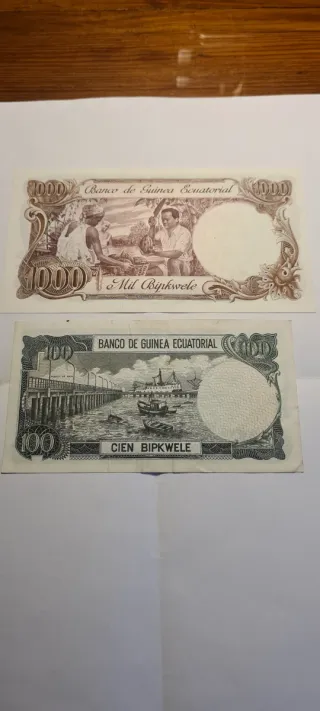 1000 1000
Banco de Guinea Ecuatorial
1000
Mil Bipkwele
100 BANCO DE GUINEA ECUATORIAL 100
100 CIEN BIPKWELE